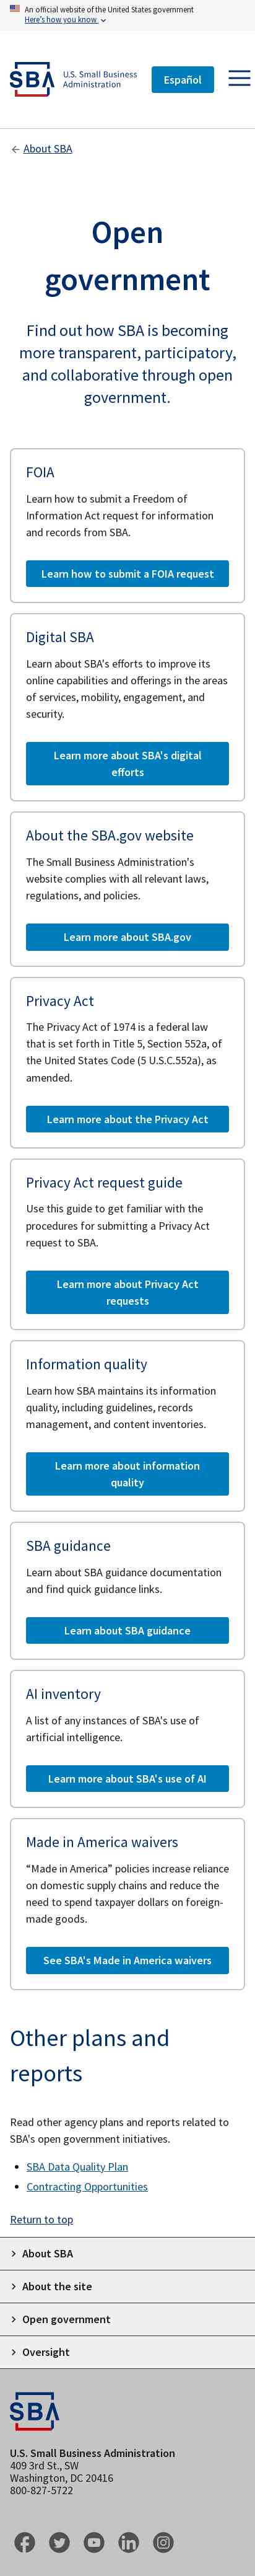 An official website of the United States government
Here's how you know
SBA
U.S. Small Business
Administration
Español
About SBA
Open
government
Find out how SBA is becoming
more transparent, participatory,
and collaborative through open
government.
FOIA
Learn how to submit a Freedom of
Information Act request for information
and records from SBA.
Learn how to submit a FOIA request
Digital SBA
Learn about SBA's efforts to improve its
online capabilities and offerings in the areas
of services, mobility, engagement, and
security.
Learn more about SBA's digital
efforts
About the SBA.gov website
The Small Business Administration's
website complies with all relevant laws,
regulations, and policies.
Learn more about SBA.gov
Privacy Act
The Privacy Act of 1974 is a federal law
that is set forth in Title 5, Section 552a, of
the United States Code (5 U.S.C.552a), as
amended.
Learn more about the Privacy Act
Privacy Act request guide
Use this guide to get familiar with the
procedures for submitting a Privacy Act
request to SBA.
Learn more about Privacy Act
requests
Information quality
Learn how SBA maintains its information
quality, including guidelines, records
management, and content inventories.
Learn more about information
quality
SBA guidance
Learn about SBA guidance documentation
and find quick guidance links.
Learn about SBA guidance
AI inventory
A list of any instances of SBA's use of
artificial intelligence.
Learn more about SBA's use of AI
Made in America waivers
“Made in America” policies increase reliance
on domestic supply chains and reduce the
need to spend taxpayer dollars on foreign-
made goods.
See SBA's Made in America waivers
Other plans and
reports
Read other agency plans and reports related to
SBA's open government initiatives.
SBA Data Quality Plan
Contracting Opportunities
Return to top
About SBA
About the site
Open government
Oversight
SBA
U.S. Small Business Administration
409 3rd St., SW
Washington, DC 20416
800-827-5722